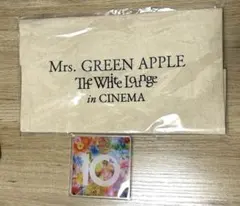 Mrs. GREEN APPLE
The White Lounge
in CINEMA
10